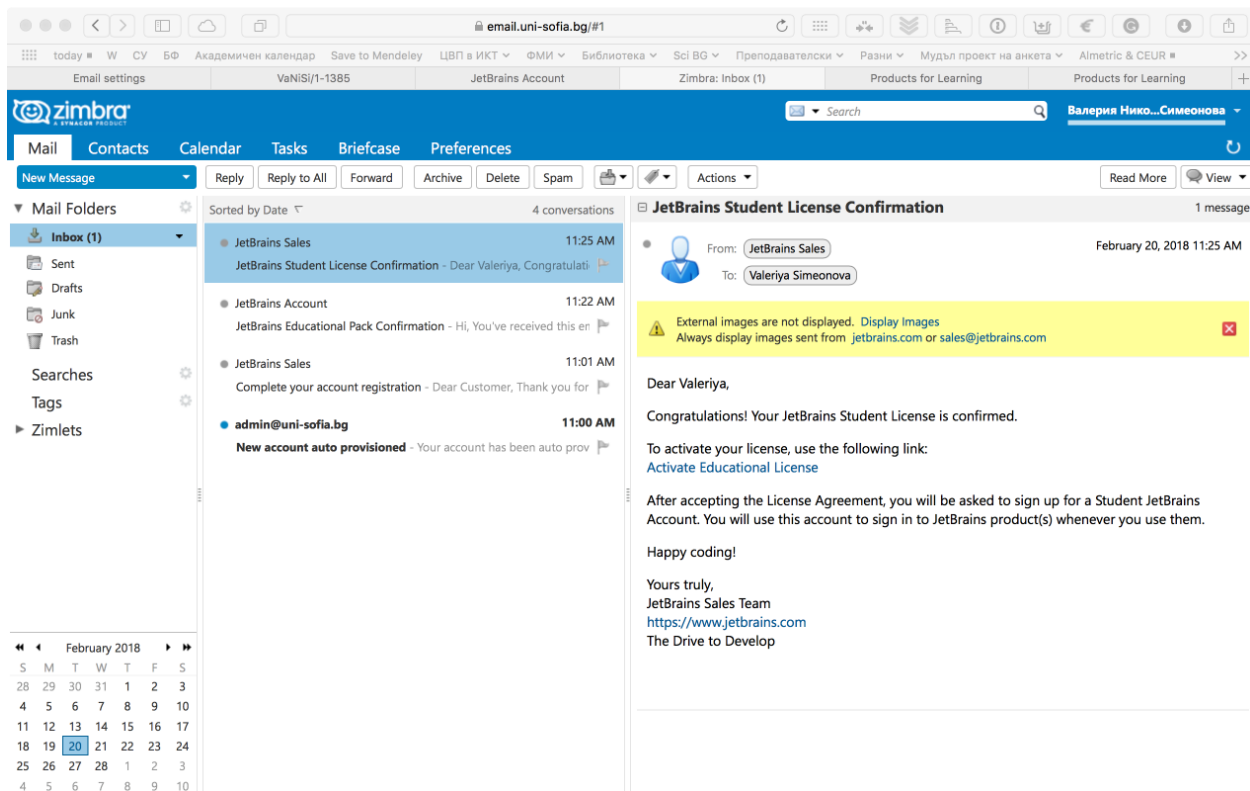 email.uni-sofia.bg/#1
today W СУ БФ Академичен календар Save to Mendeley ЦВП в ИКТ ФМИ Библиотека Sci BG Преподавателски Разни Мудъл проект на анкета Almetric & CEUR >>
Email settings VaNiSi/1-1385 JetBrains Account Zimbra: Inbox (1) Products for Learning Products for Learning +
zimbra
A SYNACOR PRODUCT
Search
Валерия Нико...Симеонова
Mail Contacts Calendar Tasks Briefcase Preferences
New Message Reply Reply to All Forward Archive Delete Spam Actions Read More View
Mail Folders
Inbox (1)
Sent
Drafts
Junk
Trash
Searches
Tags
Zimlets
Sorted by Date 4 conversations
JetBrains Sales 11:25 AM
JetBrains Student License Confirmation - Dear Valeriya, Congratulati
JetBrains Account 11:22 AM
JetBrains Educational Pack Confirmation - Hi, You've received this en
JetBrains Sales 11:01 AM
Complete your account registration - Dear Customer, Thank you for
admin@uni-sofia.bg 11:00 AM
New account auto provisioned - Your account has been auto prov
JetBrains Student License Confirmation 1 message
From: JetBrains Sales February 20, 2018 11:25 AM
To: Valeriya Simeonova
External images are not displayed. Display Images
Always display images sent from jetbrains.com or sales@jetbrains.com
Dear Valeriya,
Congratulations! Your JetBrains Student License is confirmed.
To activate your license, use the following link:
Activate Educational License
After accepting the License Agreement, you will be asked to sign up for a Student JetBrains
Account. You will use this account to sign in to JetBrains product(s) whenever you use them.
Happy coding!
Yours truly,
JetBrains Sales Team
https://www.jetbrains.com
The Drive to Develop
February 2018
S M T W T F S
28 29 30 31 1 2 3
4 5 6 7 8 9 10
11 12 13 14 15 16 17
18 19 20 21 22 23 24
25 26 27 28 1 2 3
4 5 6 7 8 9 10